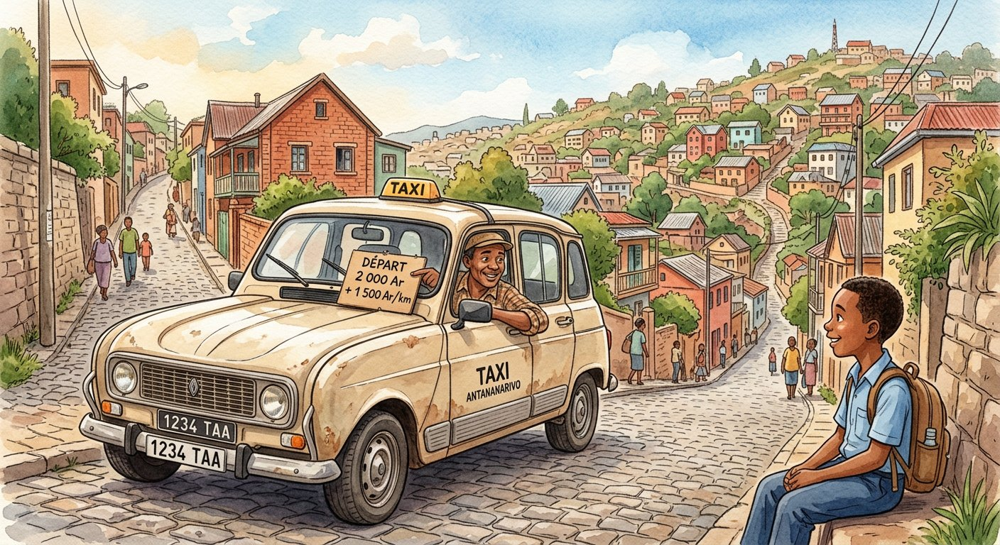 TAXI
DÉPART
2 000 Ar
+ 1 500 Ar/km
TAXI
ANTANANARIVO
1234 TAA
1234 TAA